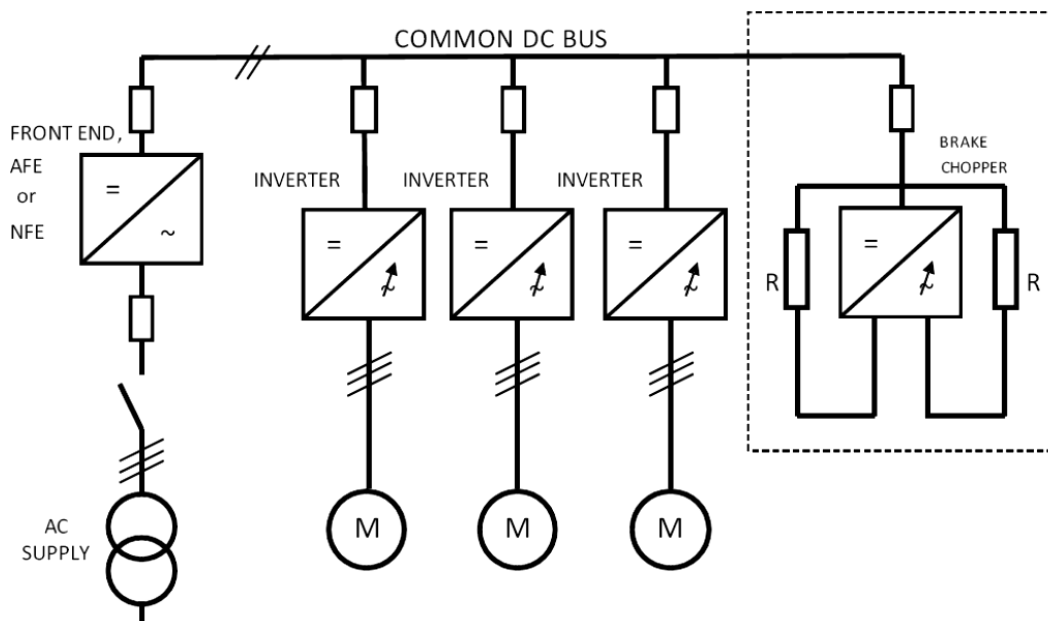 COMMON DC BUS
FRONT END,
AFE
or
NFE
=
~
INVERTER
INVERTER
INVERTER
=
~
=
~
=
~
BRAKE
CHOPPER
R
=
~
R
M
M
M
AC
SUPPLY